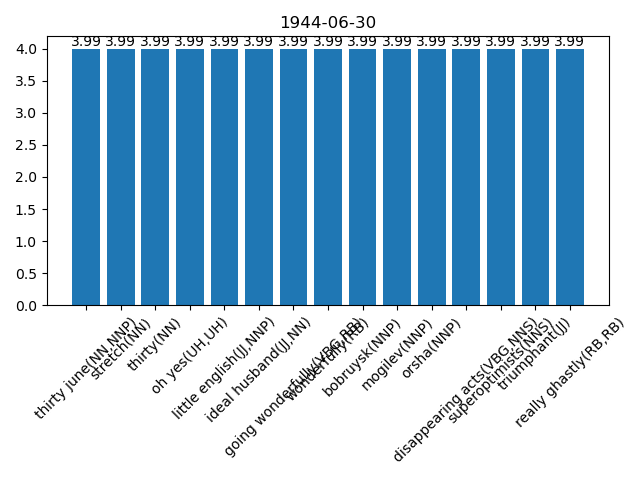 1944-06-30
3.99 3.99 3.99 3.99 3.99 3.99 3.99 3.99 3.99 3.99 3.99 3.99 3.99 3.99 3.99
4.0
3.5
3.0
2.5
2.0
1.5
1.0
0.5
0.0
thirty june(NN,NNP)
stretch(NN)
thirty(NN)
oh yes(UH,UH)
little english(JJ,NNP)
ideal husband(JJ,NN)
going wonderfully(VBG,RB)
wonderfully(RB)
bobruysk(NNP)
mogilev(NNP)
orsha(NNP)
disappearing acts(VBG,NNS)
superoptimists(NNS)
triumphant(JJ)
really ghastly(RB,RB)